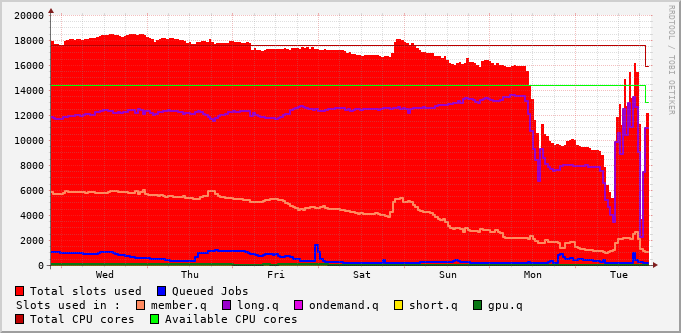 RRDTOOL / TOBI OETIKER
20000
18000
16000
14000
12000
10000
8000
6000
4000
2000
0
Wed Thu Fri Sat Sun Mon Tue
Total slots used Queued Jobs
Slots used in : member.q long.q ondemand.q short.q gpu.q
Total CPU cores Available CPU cores